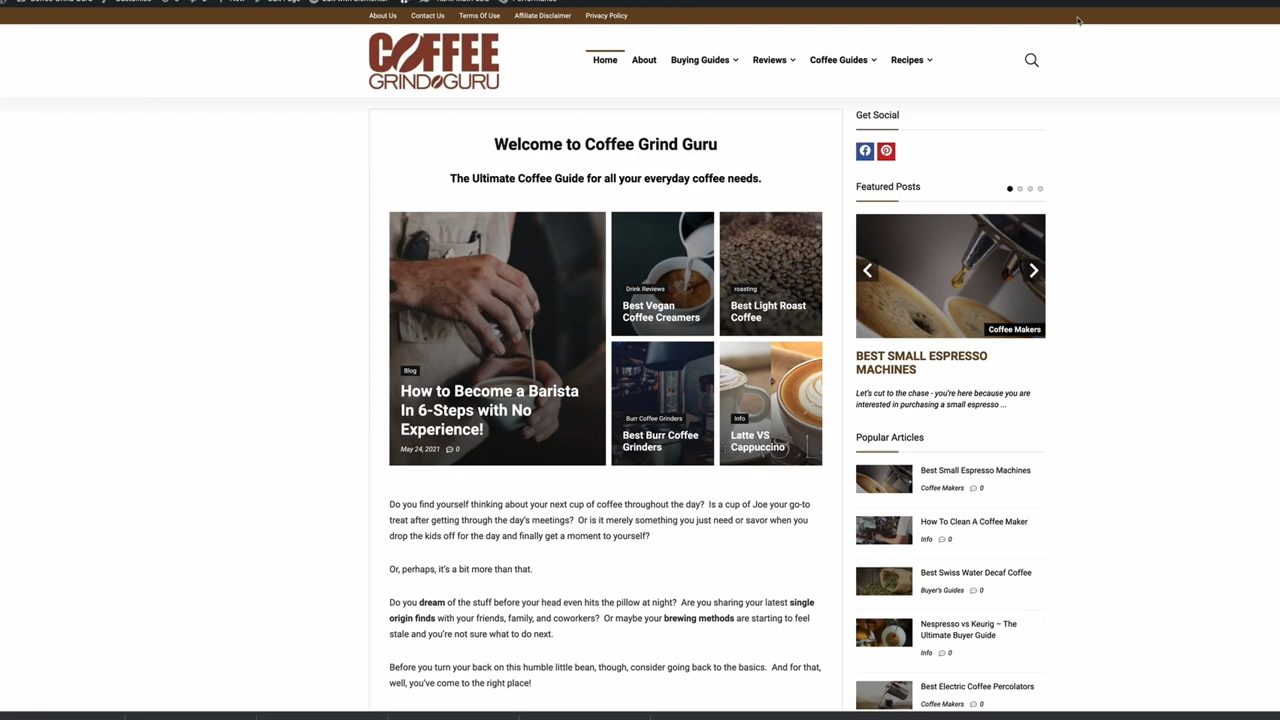 About Us
Contact Us
Terms Of Use
Affiliate Disclaimer
Privacy Policy
COFFEE
GRINDGURU
Home
About
Buying Guides
Reviews
Coffee Guides
Recipes
Welcome to Coffee Grind Guru
The Ultimate Coffee Guide for all your everyday coffee needs.
Blog
How to Become a Barista
In 6-Steps with No
Experience!
May 24, 2021 0
Drink Reviews
Best Vegan
Coffee Creamers
roasting
Best Light Roast
Coffee
Burr Coffee Grinders
Best Burr Coffee
Grinders
Info
Latte VS
Cappuccino
Do you find yourself thinking about your next cup of coffee throughout the day? Is a cup of Joe your go-to
treat after getting through the day's meetings? Or is it merely something you just need or savor when you
drop the kids off for the day and finally get a moment to yourself?
Or, perhaps, it's a bit more than that.
Do you dream of the stuff before your head even hits the pillow at night? Are you sharing your latest single
origin finds with your friends, family, and coworkers? Or maybe your brewing methods are starting to feel
stale and you're not sure what to do next.
Before you turn your back on this humble little bean, though, consider going back to the basics. And for that,
well, you've come to the right place!
Get Social
Featured Posts
Coffee Makers
BEST SMALL ESPRESSO
MACHINES
Let's cut to the chase - you're here because you are
interested in purchasing a small espresso ...
Popular Articles
Best Small Espresso Machines
Coffee Makers 0
How To Clean A Coffee Maker
Info 0
Best Swiss Water Decaf Coffee
Buyer's Guides 0
Nespresso vs Keurig – The
Ultimate Buyer Guide
Info 0
Best Electric Coffee Percolators
Coffee Makers 0